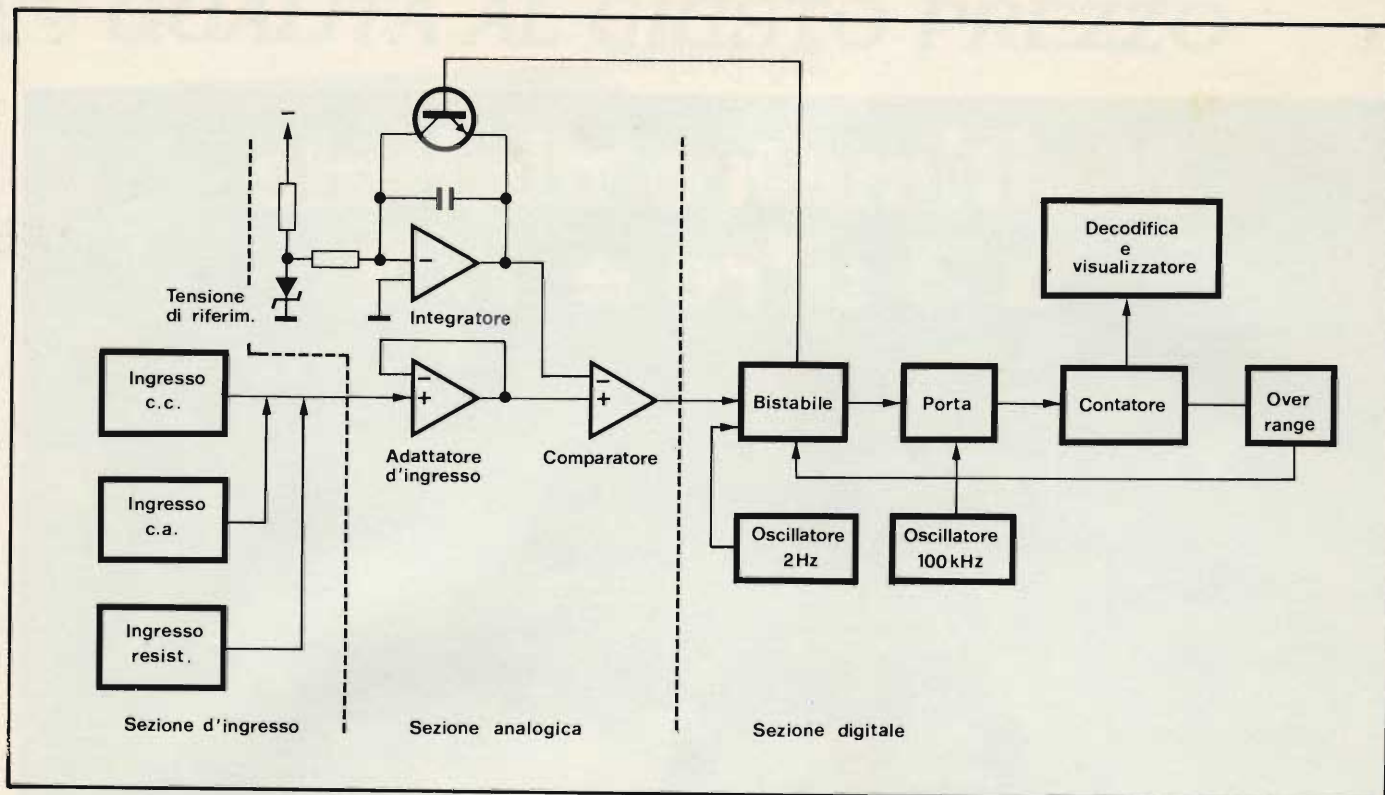 –
Tensione
di riferim.
–
Integratore
Ingresso
c.c.
–
+
Adattatore
d'ingresso
–
+
Comparatore
Ingresso
c.a.
Ingresso
resist.
Bistabile
Porta
Contatore
Over
range
Decodifica
e
visualizzatore
Oscillatore
2Hz
Oscillatore
100kHz
Sezione d'ingresso
Sezione analogica
Sezione digitale